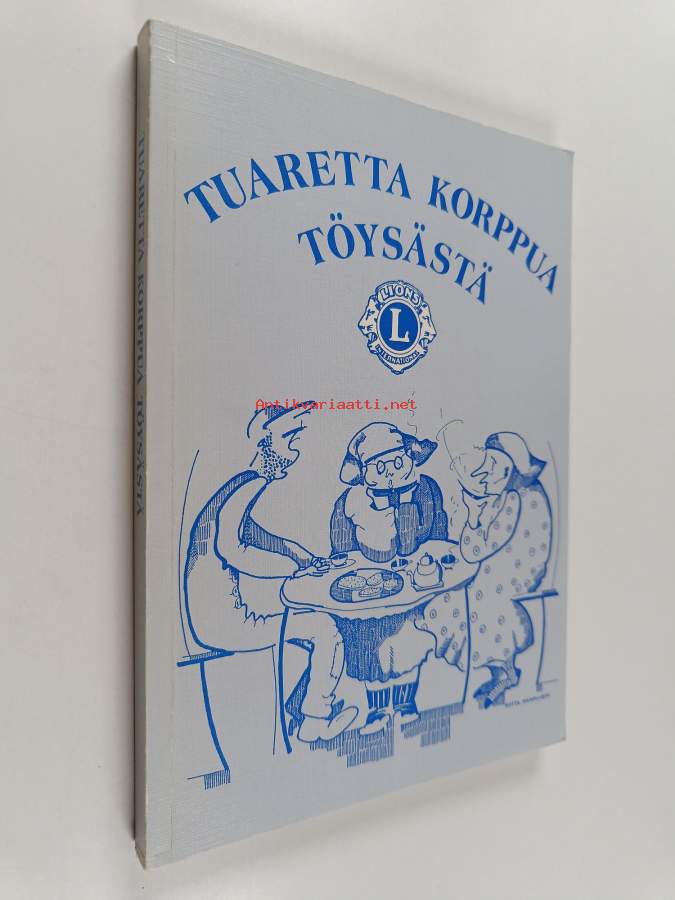 TUARETTA KORPPUA
TÖYSÄSTÄ
LIONS
L
INTERNATIONAL
Antikvariaatti.net
TUARETTA KORPPUA TÖYSÄSTÄ